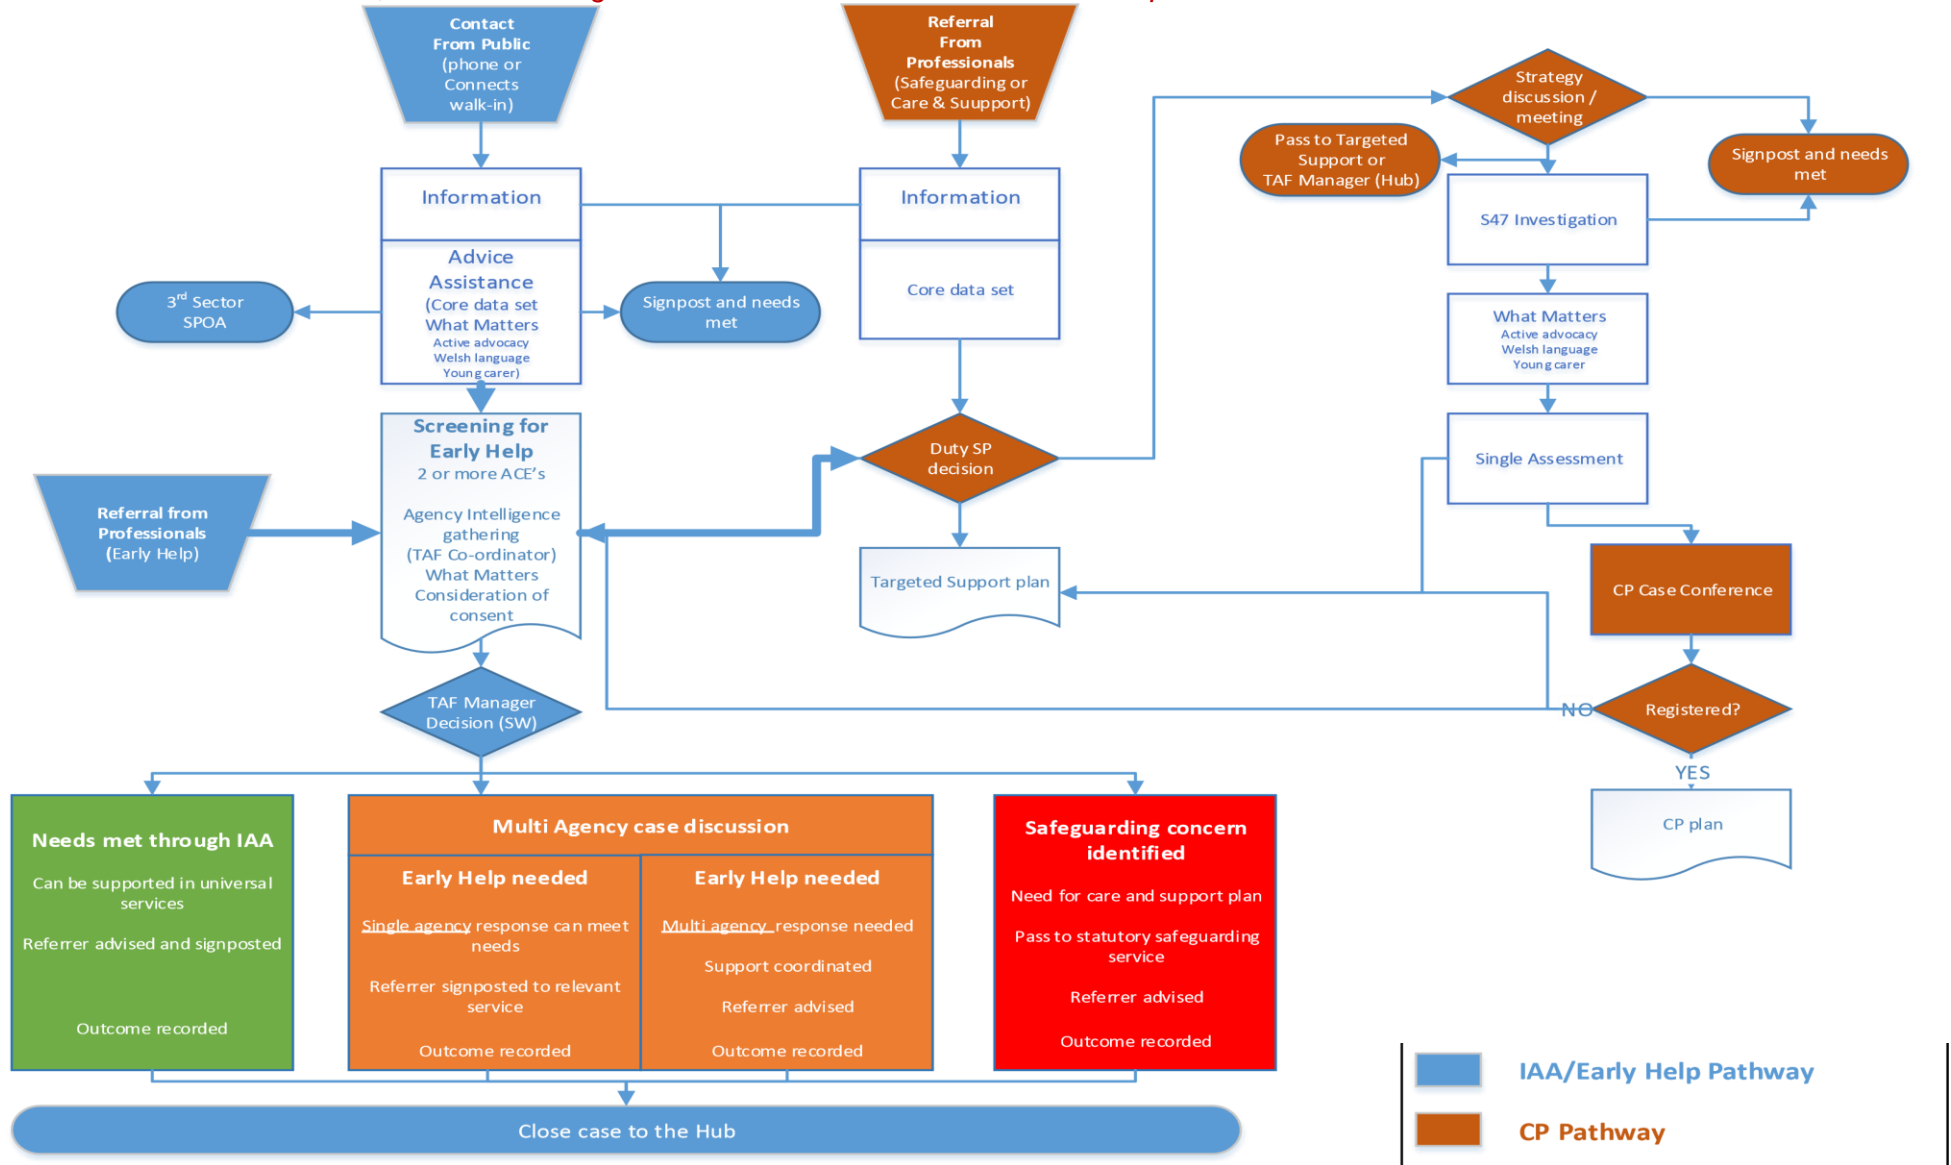 Contact
From Public
(phone or
Connects
walk-in)
Referral
From
Professionals
(Safeguarding or
Care & Suupport)
Strategy
discussion /
meeting
Pass to Targeted
Support or
TAF Manager (Hub)
Signpost and needs
met
Information
Information
S47 Investigation
Advice
Assistance
(Core data set
What Matters
Active advocacy
Welsh language
Young carer)
3rd Sector
SPOA
Signpost and needs
met
Core data set
What Matters
Active advocacy
Welsh language
Young carer
Screening for
Early Help
2 or more ACE's
Agency Intelligence
gathering
(TAF Co-ordinator)
What Matters
Consideration of
consent
Duty SP
decision
Single Assessment
Referral from
Professionals
(Early Help)
Targeted Support plan
CP Case Conference
TAF Manager
Decision (SW)
NO
Registered?
YES
CP plan
Needs met through IAA
Can be supported in universal
services
Referrer advised and signposted
Outcome recorded
Multi Agency case discussion
Early Help needed
Single agency response can meet
needs
Referrer signposted to relevant
service
Outcome recorded
Early Help needed
Multi agency response needed
Support coordinated
Referrer advised
Outcome recorded
Safeguarding concern
identified
Need for care and support plan
Pass to statutory safeguarding
service
Referrer advised
Outcome recorded
Close case to the Hub
IAA/Early Help Pathway
CP Pathway